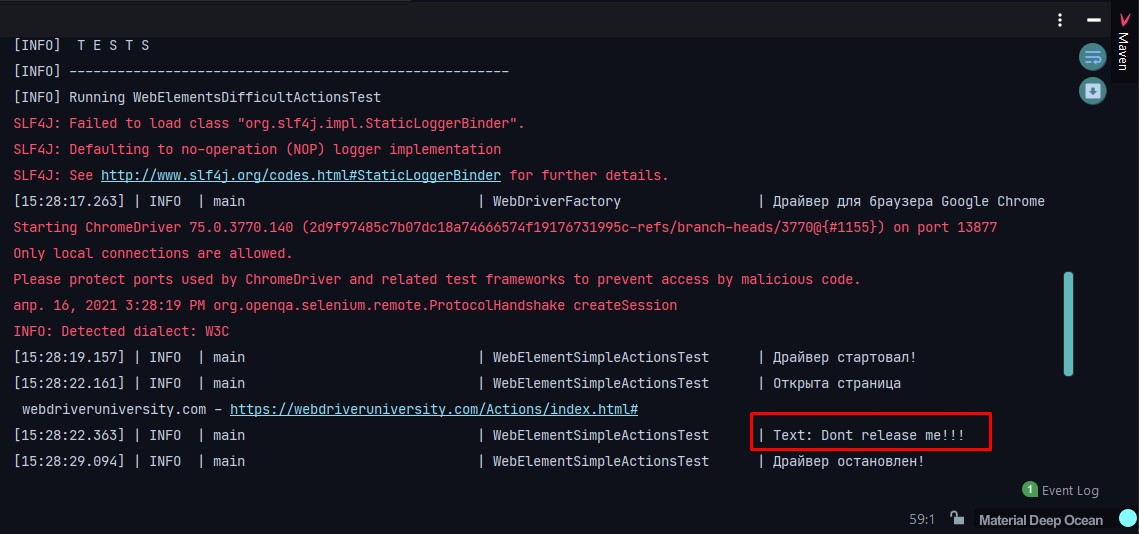 [INFO]  T E S T S
[INFO] -------------------------------------------------------
[INFO] Running WebElementsDifficultActionsTest
SLF4J: Failed to load class "org.slf4j.impl.StaticLoggerBinder".
SLF4J: Defaulting to no-operation (NOP) logger implementation
SLF4J: See http://www.slf4j.org/codes.html#StaticLoggerBinder for further details.
[15:28:17.263] | INFO  | main                             | WebDriverFactory                 | Драйвер для браузера Google Chrome
Starting ChromeDriver 75.0.3770.140 (2d9f97485c7b07dc18a74666574f19176731995c-refs/branch-heads/3770@{#1155}) on port 13877
Only local connections are allowed.
Please protect ports used by ChromeDriver and related test frameworks to prevent access by malicious code.
апр. 16, 2021 3:28:19 PM org.openqa.selenium.remote.ProtocolHandshake createSession
INFO: Detected dialect: W3C
[15:28:19.157] | INFO  | main                             | WebElementSimpleActionsTest      | Драйвер стартовал!
[15:28:22.161] | INFO  | main                             | WebElementSimpleActionsTest      | Открыта страница
 webdriveruniversity.com – https://webdriveruniversity.com/Actions/index.html#
[15:28:22.363] | INFO  | main                             | WebElementSimpleActionsTest      | Text: Dont release me!!!
[15:28:29.094] | INFO  | main                             | WebElementSimpleActionsTest      | Драйвер остановлен!
Maven
1 Event Log
59:1 Material Deep Ocean